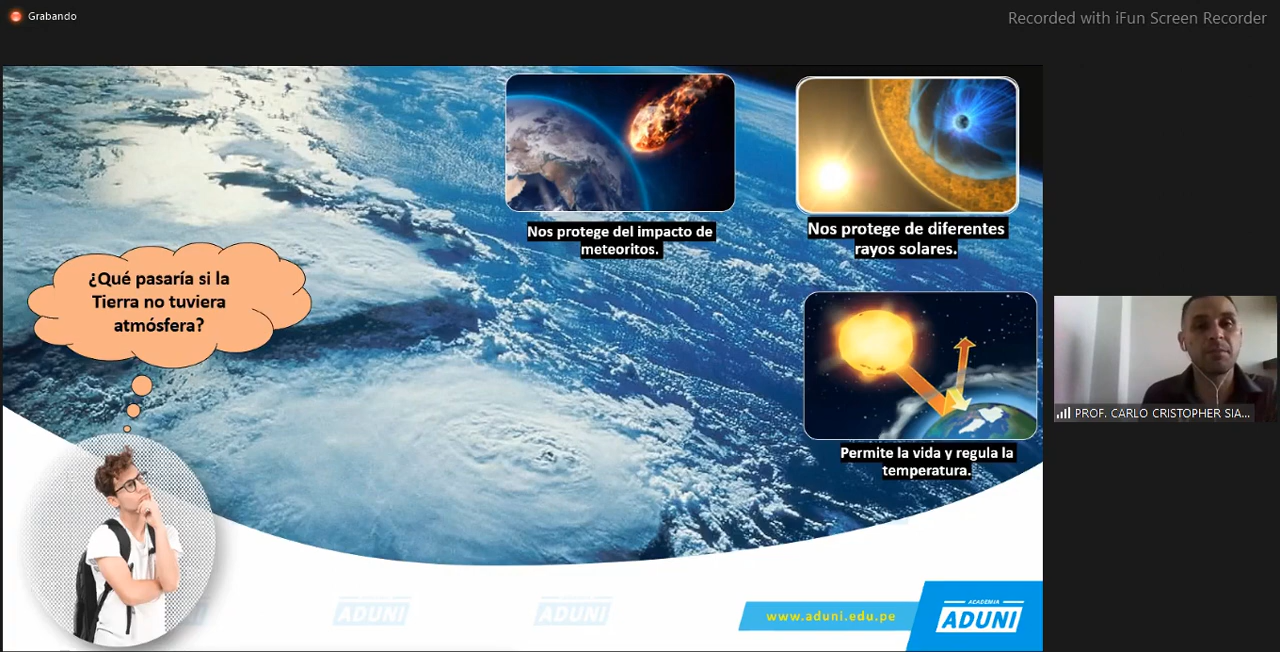 Grabando
Recorded with iFun Screen Recorder
Nos protege del impacto de
meteoritos.
Nos protege de diferentes
rayos solares.
¿Qué pasaría si la
Tierra no tuviera
atmósfera?
Permite la vida y regula la
temperatura.
PROF. CARLO CRISTOPHER SIA...
ADUNI
ADUNI
www.aduni.edu.pe
ACADEMIA
ADUNI